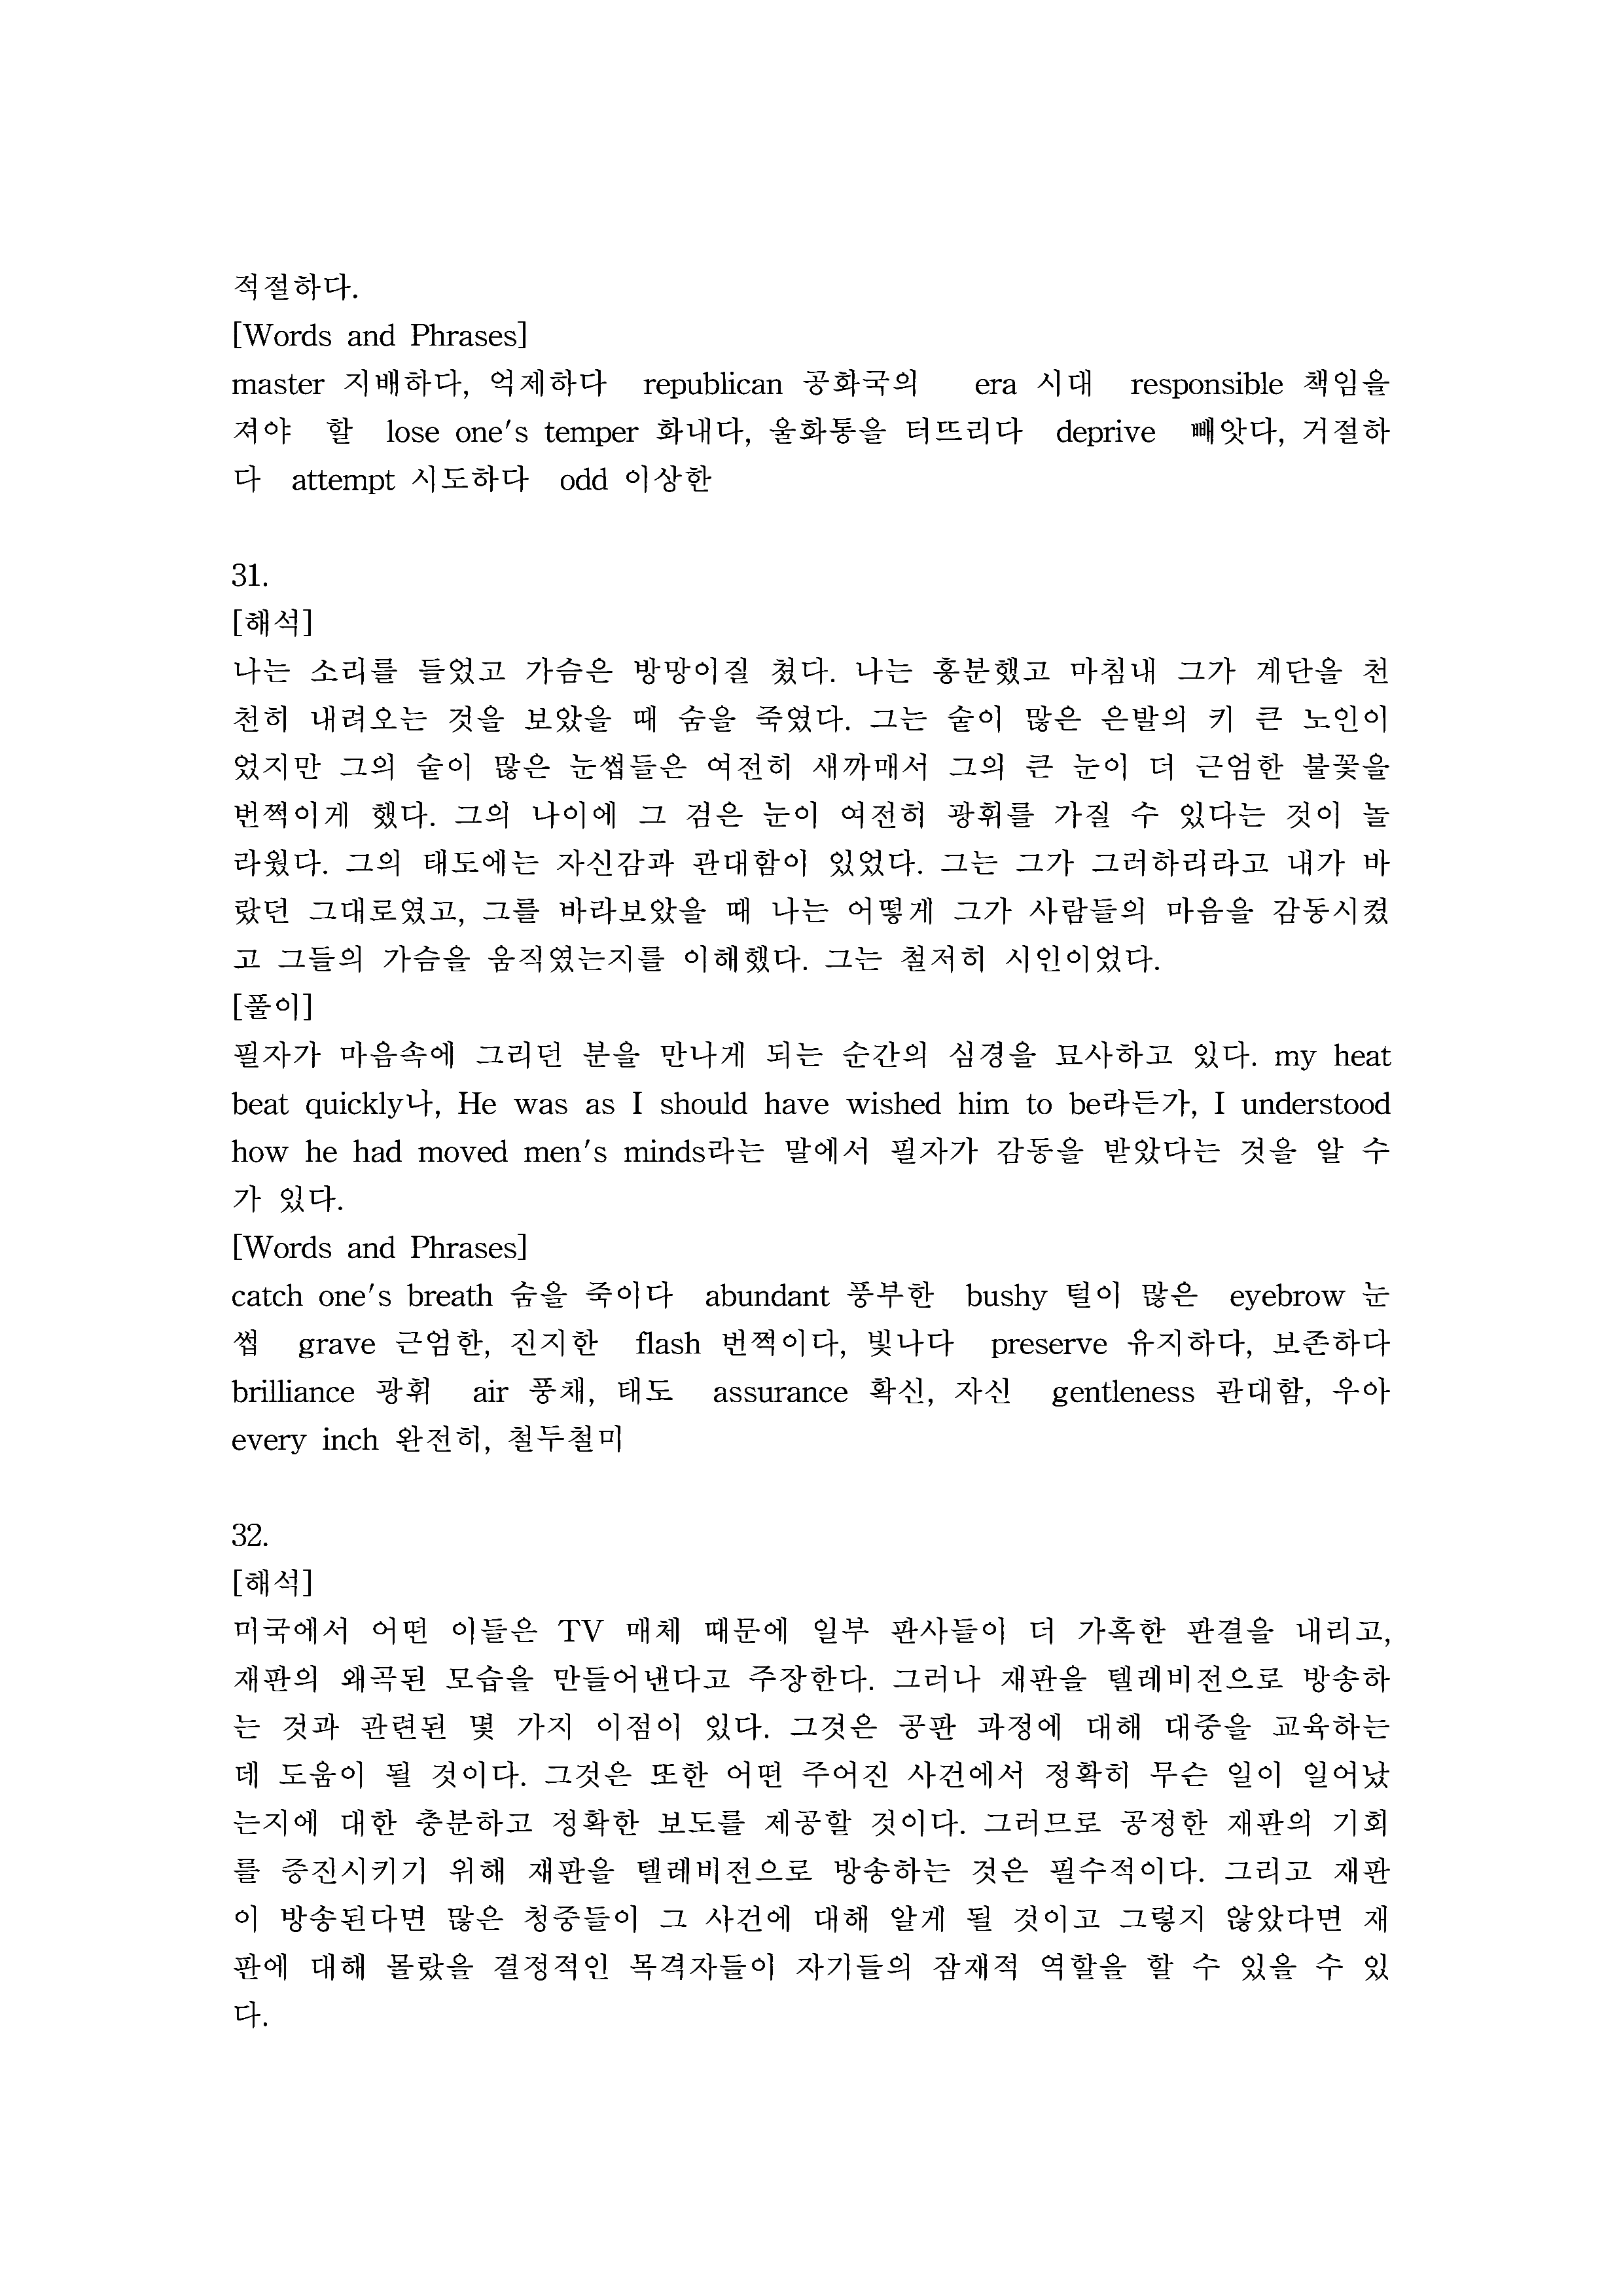 적절하다.
[Words and Phrases]
master 지배하다, 억제하다 republican 공화국의 era 시대 responsible 책임을
져야 할 lose one's temper 화내다, 울화통을 터뜨리다 deprive 빼앗다, 거절하
다 attempt 시도하다 odd 이상한
31.
[해석]
나는 소리를 들었고 가슴은 방망이질 쳤다. 나는 흥분했고 마침내 그가 계단을 천
천히 내려오는 것을 보았을 때 숨을 죽였다. 그는 숱이 많은 은발의 키 큰 노인이
었지만 그의 숱이 많은 눈썹들은 여전히 새까매서 그의 큰 눈이 더 근엄한 불꽃을
번쩍이게 했다. 그의 나이에 그 검은 눈이 여전히 광휘를 가질 수 있다는 것이 놀
라웠다. 그의 태도에는 자신감과 관대함이 있었다. 그는 그가 그러하리라고 내가 바
랐던 그대로였고, 그를 바라보았을 때 나는 어떻게 그가 사람들의 마음을 감동시켰
고 그들의 가슴을 움직였는지를 이해했다. 그는 철저히 시인이었다.
[풀이]
필자가 마음속에 그리던 분을 만나게 되는 순간의 심경을 묘사하고 있다. my heat
beat quickly나, He was as I should have wished him to be라든가, I understood
how he had moved men's minds라는 말에서 필자가 감동을 받았다는 것을 알 수
가 있다.
[Words and Phrases]
catch one's breath 숨을 죽이다 abundant 풍부한 bushy 털이 많은 eyebrow 눈
썹 grave 근엄한, 진지한 flash 번쩍이다, 빛나다 preserve 유지하다, 보존하다
brilliance 광휘 air 풍채, 태도 assurance 확신, 자신 gentleness 관대함, 우아
every inch 완전히, 철두철미
32.
[해석]
미국에서 어떤 이들은 TV 매체 때문에 일부 판사들이 더 가혹한 판결을 내리고,
재판의 왜곡된 모습을 만들어낸다고 주장한다. 그러나 재판을 텔레비전으로 방송하
는 것과 관련된 몇 가지 이점이 있다. 그것은 공판 과정에 대해 대중을 교육하는
데 도움이 될 것이다. 그것은 또한 어떤 주어진 사건에서 정확히 무슨 일이 일어났
는지에 대한 충분하고 정확한 보도를 제공할 것이다. 그러므로 공정한 재판의 기회
를 증진시키기 위해 재판을 텔레비전으로 방송하는 것은 필수적이다. 그리고 재판
이 방송된다면 많은 청중들이 그 사건에 대해 알게 될 것이고 그렇지 않았다면 재
판에 대해 몰랐을 결정적인 목격자들이 자기들의 잠재적 역할을 할 수 있을 수 있
다.